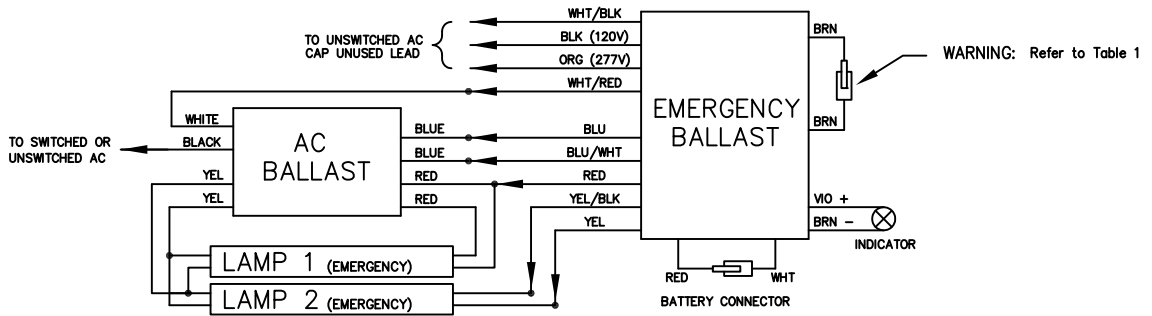 WHT/BLK
TO UNSWITCHED AC
CAP UNUSED LEAD
BLK (120V)
ORG (277V)
WHT/RED
BRN
WARNING: Refer to Table 1
EMERGENCY
BALLAST
BRN
WHITE
TO SWITCHED OR
UNSWITCHED AC
BLACK
AC
BALLAST
YEL
YEL
BLUE
BLUE
RED
RED
BLU
BLU/WHT
RED
YEL/BLK
YEL
VIO +
BRN -
INDICATOR
LAMP 1 (EMERGENCY)
LAMP 2 (EMERGENCY)
RED
WHT
BATTERY CONNECTOR